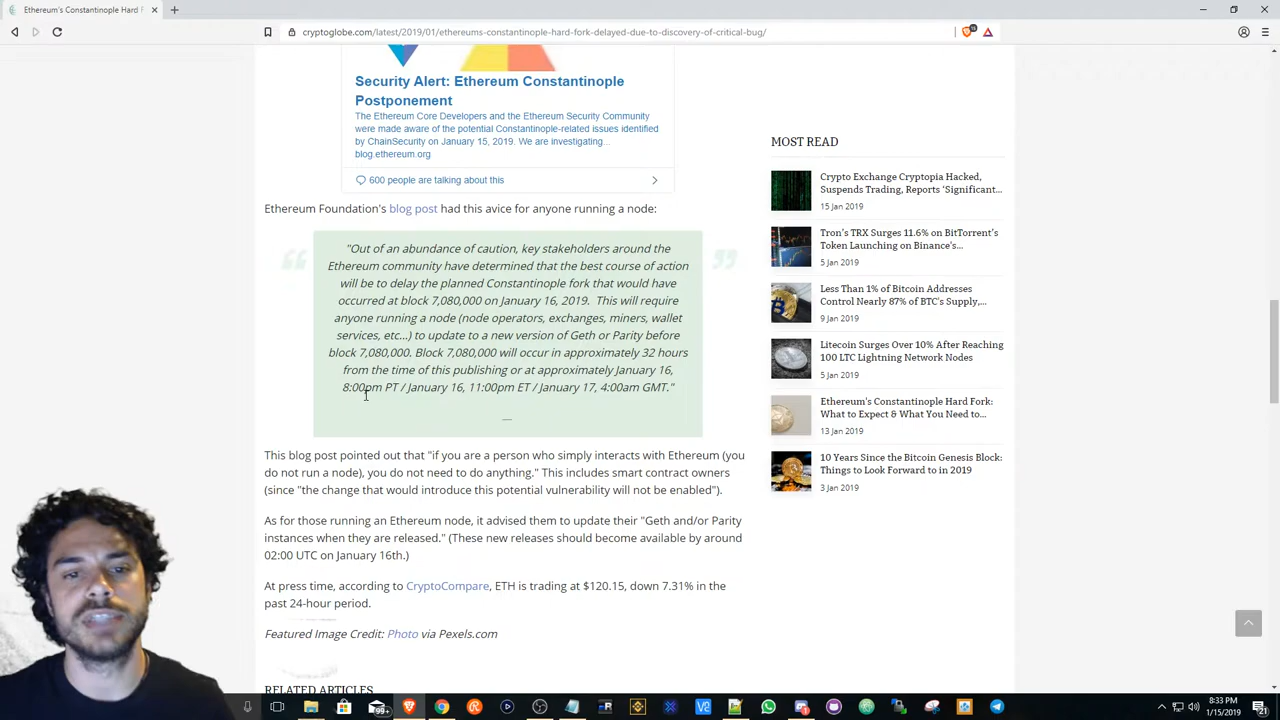 Ethereum's Constantinople Hard F
cryptoglobe.com/latest/2019/01/ethereums-constantinople-hard-fork-delayed-due-to-discovery-of-critical-bug/
Security Alert: Ethereum Constantinople
Postponement
The Ethereum Core Developers and the Ethereum Security Community
were made aware of the potential Constantinople-related issues identified
by ChainSecurity on January 15, 2019. We are investigating...
blog.ethereum.org
600 people are talking about this
Ethereum Foundation's blog post had this avice for anyone running a node:
"Out of an abundance of caution, key stakeholders around the
Ethereum community have determined that the best course of action
will be to delay the planned Constantinople fork that would have
occurred at block 7,080,000 on January 16, 2019. This will require
anyone running a node (node operators, exchanges, miners, wallet
services, etc...) to update to a new version of Geth or Parity before
block 7,080,000. Block 7,080,000 will occur in approximately 32 hours
from the time of this publishing or at approximately January 16,
8:00pm PT / January 16, 11:00pm ET / January 17, 4:00am GMT."
—
This blog post pointed out that "if you are a person who simply interacts with Ethereum (you
do not run a node), you do not need to do anything." This includes smart contract owners
(since "the change that would introduce this potential vulnerability will not be enabled").
As for those running an Ethereum node, it advised them to update their "Geth and/or Parity
instances when they are released." (These new releases should become available by around
02:00 UTC on January 16th.)
At press time, according to CryptoCompare, ETH is trading at $120.15, down 7.31% in the
past 24-hour period.
Featured Image Credit: Photo via Pexels.com
RELATED ARTICLES
MOST READ
Crypto Exchange Cryptopia Hacked,
Suspends Trading, Reports 'Significant...
15 Jan 2019
Tron's TRX Surges 11.6% on BitTorrent's
Token Launching on Binance's...
5 Jan 2019
Less Than 1% of Bitcoin Addresses
Control Nearly 87% of BTC's Supply,...
9 Jan 2019
Litecoin Surges Over 10% After Reaching
100 LTC Lightning Network Nodes
5 Jan 2019
Ethereum's Constantinople Hard Fork:
What to Expect & What You Need to...
13 Jan 2019
10 Years Since the Bitcoin Genesis Block:
Things to Look Forward to in 2019
3 Jan 2019
99+
8:33 PM
1/15/2019